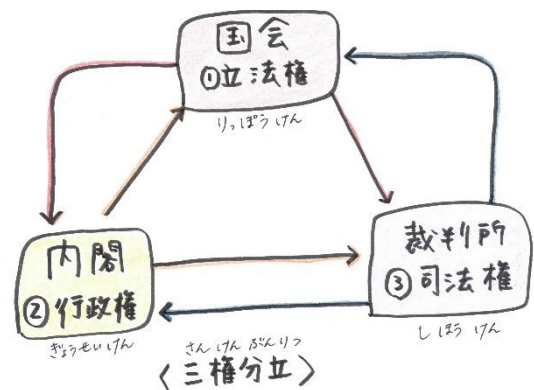 国会
①立法権
りっぽうけん
内閣
②行政権
ぎょうせいけん
裁判所
③司法権
しほうけん
さんけんぶんりつ
〈三権分立〉